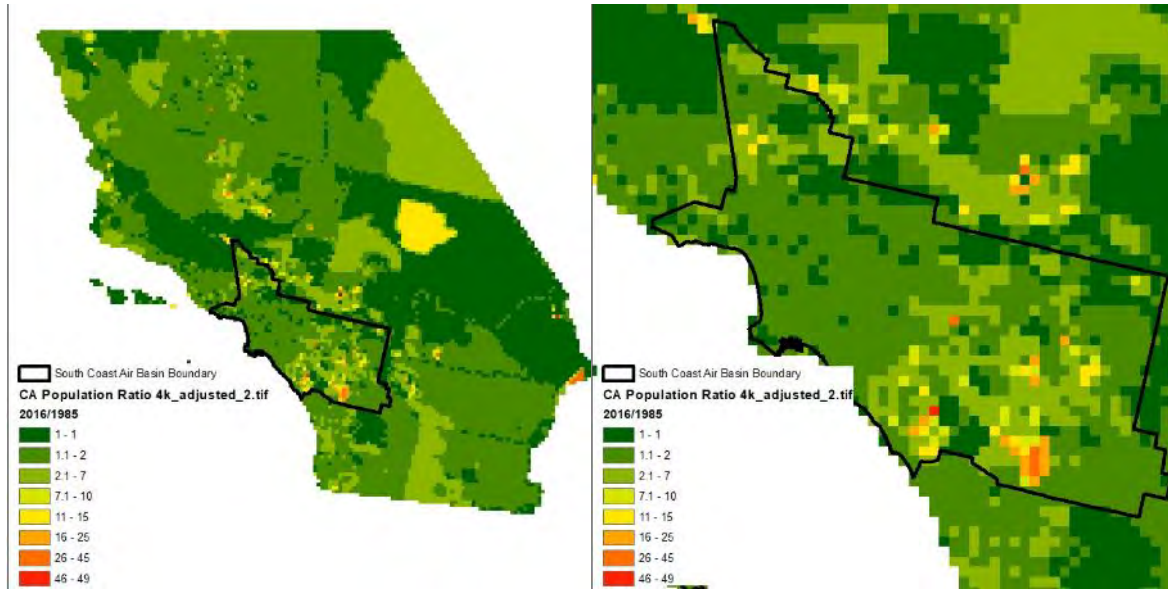 South Coast Air Basin Boundary
CA Population Ratio 4k_adjusted_2.tif
2016/1985
1 - 1
1.1 - 2
2.1 - 7
7.1 - 10
11 - 15
16 - 25
26 - 45
46 - 49
South Coast Air Basin Boundary
CA Population Ratio 4k_adjusted_2.tif
2016/1985
1 - 1
1.1 - 2
2.1 - 7
7.1 - 10
11 - 15
16 - 25
26 - 45
46 - 49